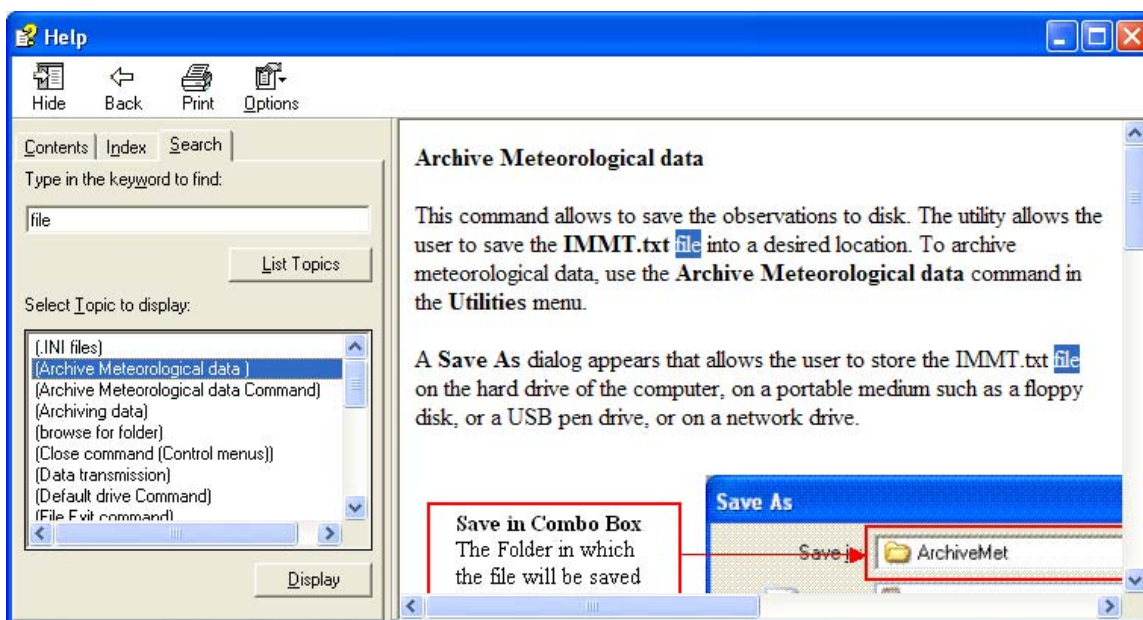 Help
Hide Back Print Options
Contents Index Search
Type in the keyword to find:
file
List Topics
Select Topic to display:
(.INI files)
(Archive Meteorological data )
(Archive Meteorological data Command)
(Archiving data)
(browse for folder)
(Close command (Control menus))
(Data transmission)
(Default drive Command)
(File Exit command)
Display
Archive Meteorological data
This command allows to save the observations to disk. The utility allows the
user to save the IMMT.txt file into a desired location. To archive
meteorological data, use the Archive Meteorological data command in
the Utilities menu.
A Save As dialog appears that allows the user to store the IMMT.txt file
on the hard drive of the computer, on a portable medium such as a floppy
disk, or a USB pen drive, or on a network drive.
Save in Combo Box
The Folder in which
the file will be saved
Save As
Save in:
ArchiveMet